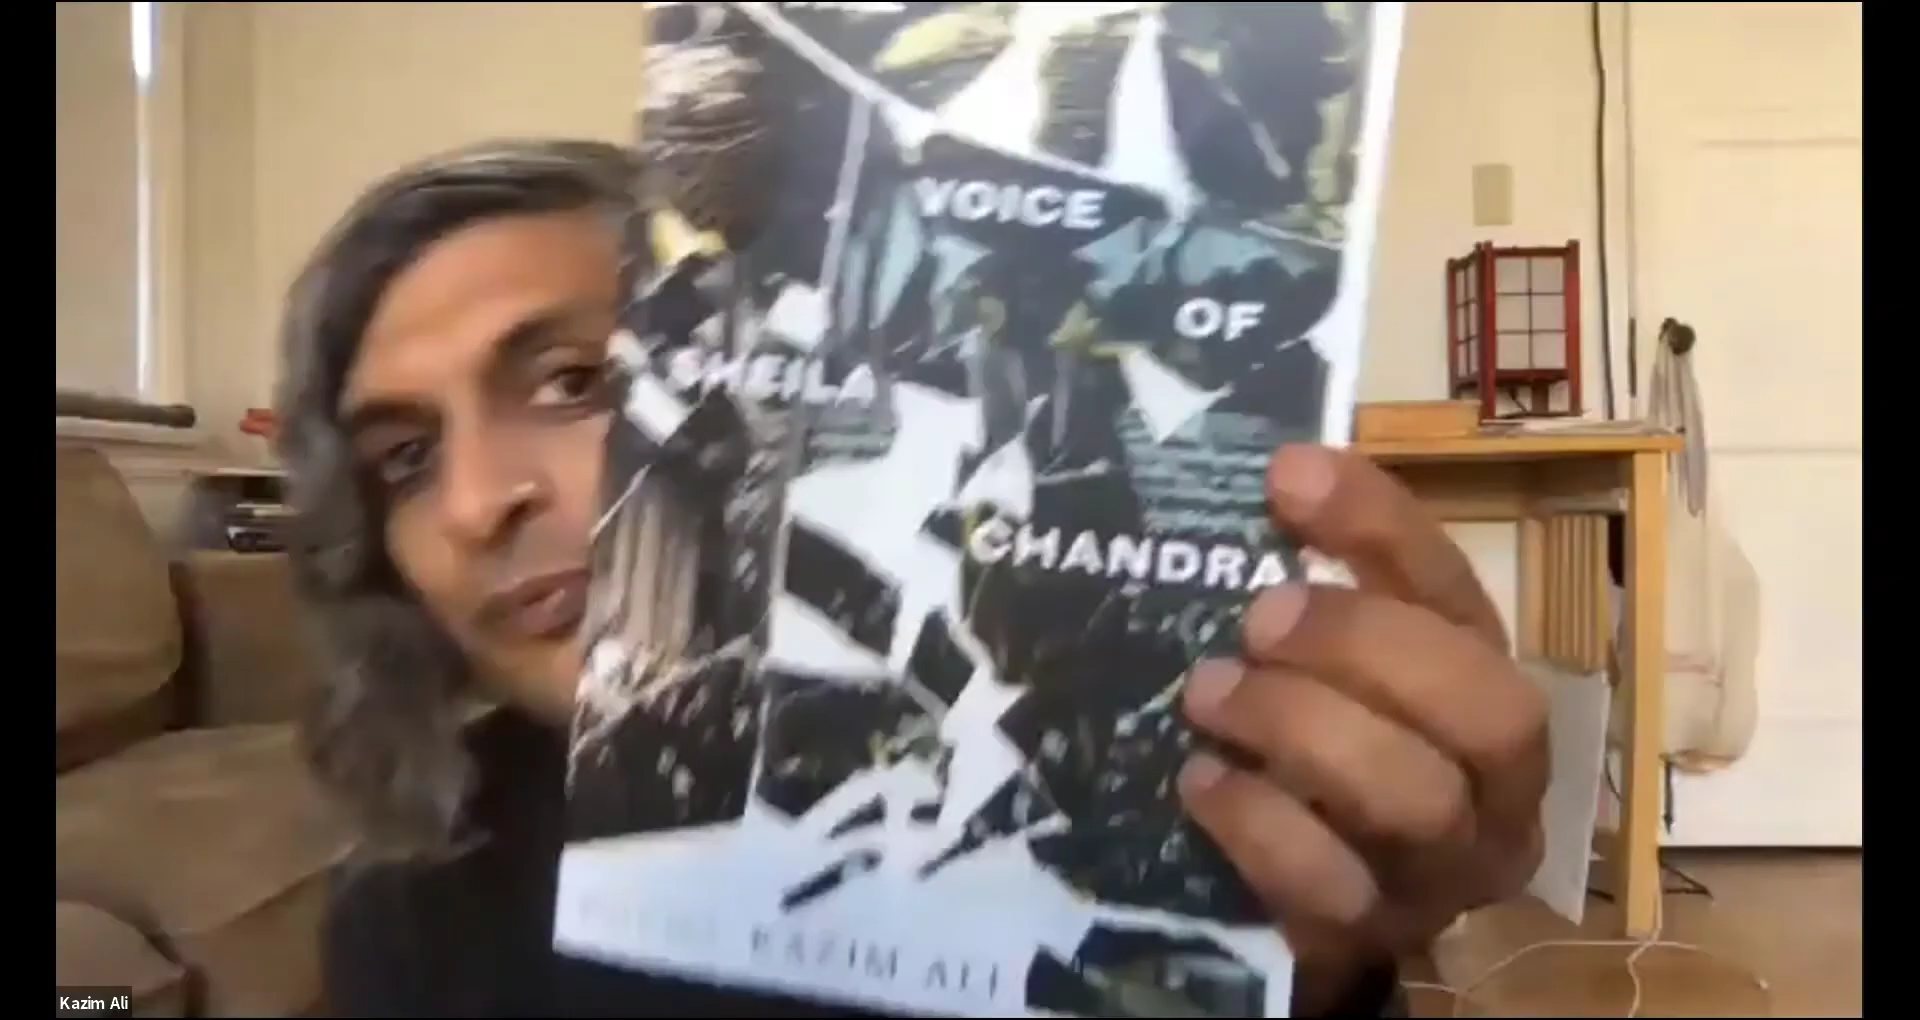 VOICE
OF
SHEILA
CHANDRA
KAZIM ALI
Kazim Ali